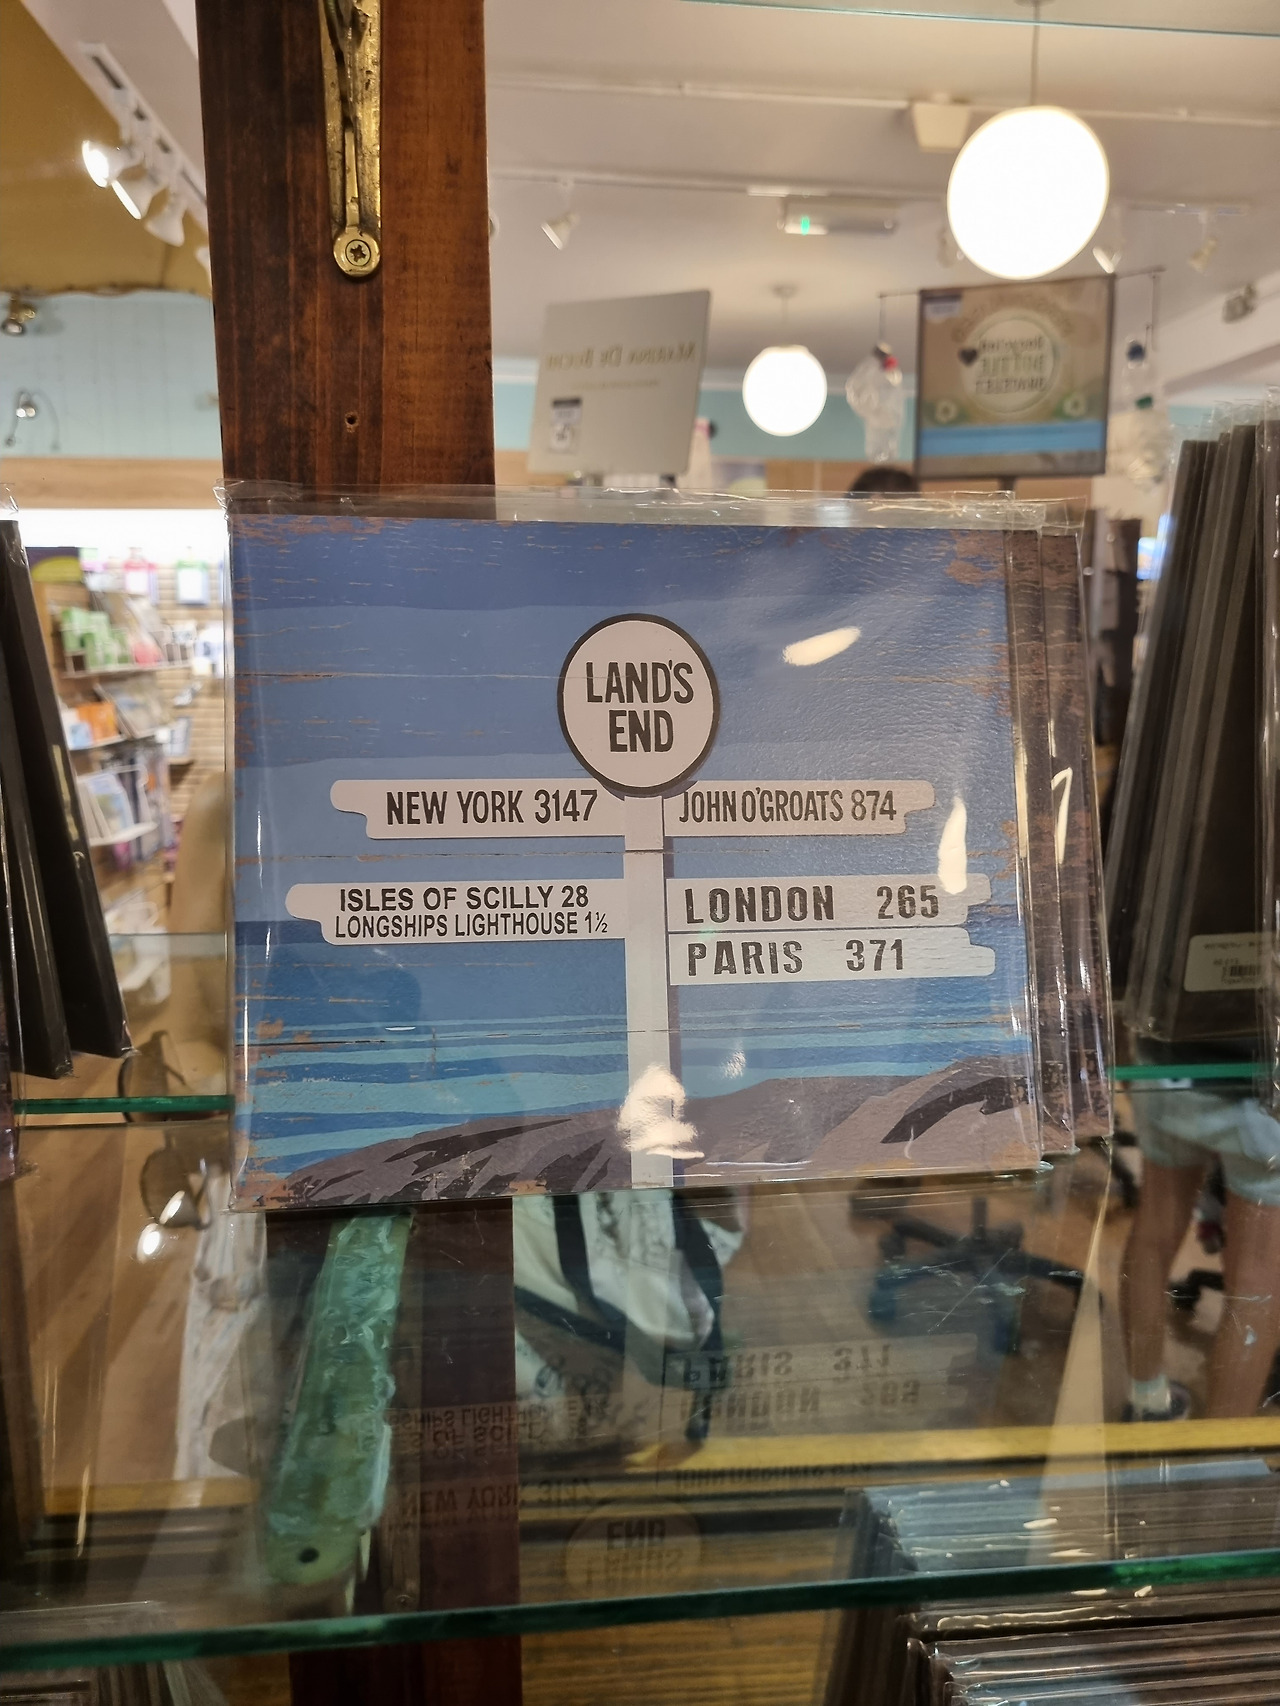 LAND'S
END
NEW YORK 3147
JOHN O'GROATS 874
ISLES OF SCILLY 28
LONGSHIPS LIGHTHOUSE 1½
LONDON 265
PARIS 371